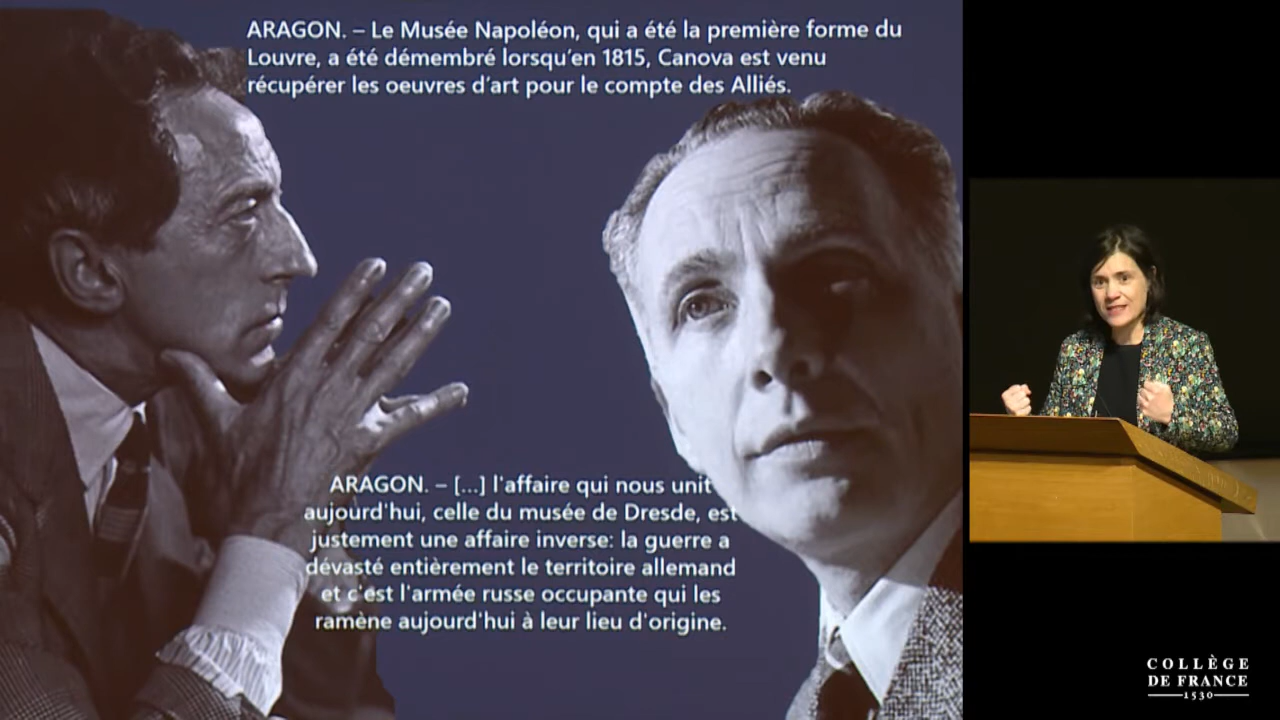 ARAGON. – Le Musée Napoléon, qui a été la première forme du
Louvre, a été démembré lorsqu'en 1815, Canova est venu
récupérer les oeuvres d'art pour le compte des Alliés.
ARAGON. – [...] l'affaire qui nous unit
aujourd'hui, celle du musée de Dresde, est
justement une affaire inverse: la guerre a
dévasté entièrement le territoire allemand
et c'est l'armée russe occupante qui les
ramène aujourd'hui à leur lieu d'origine.
COLLÈGE
DE FRANCE
1530